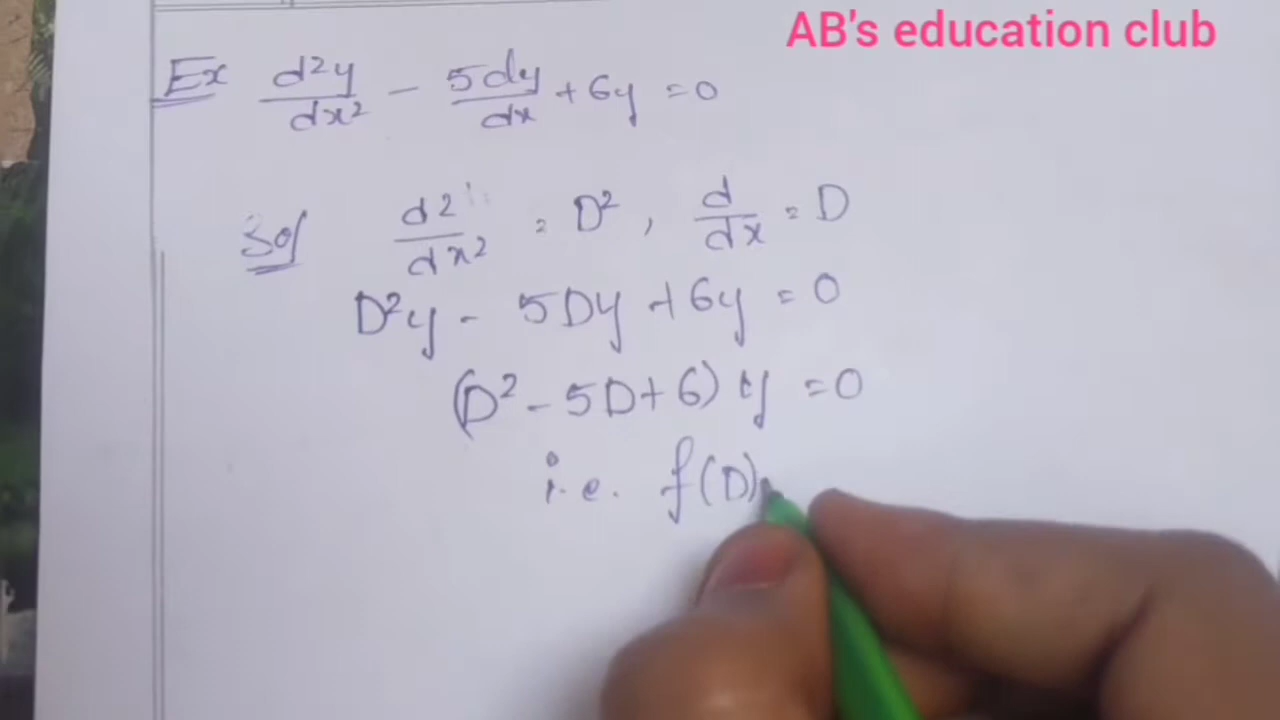 AB's education club
Ex d²y/dx² - 5dy/dx + 6y = 0
Sol d²/dx² = D², d/dx = D
D²y - 5Dy + 6y = 0
(D² - 5D + 6) y = 0
i.e. f(D)